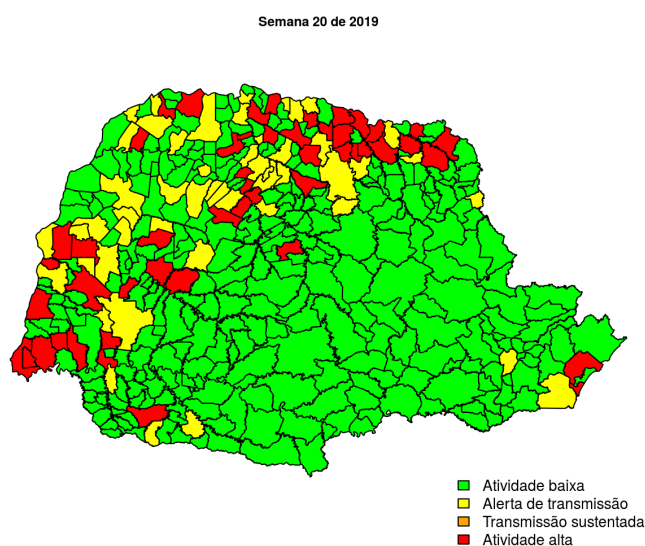 Semana 20 de 2019
Atividade baixa
Alerta de transmissão
Transmissão sustentada
Atividade alta